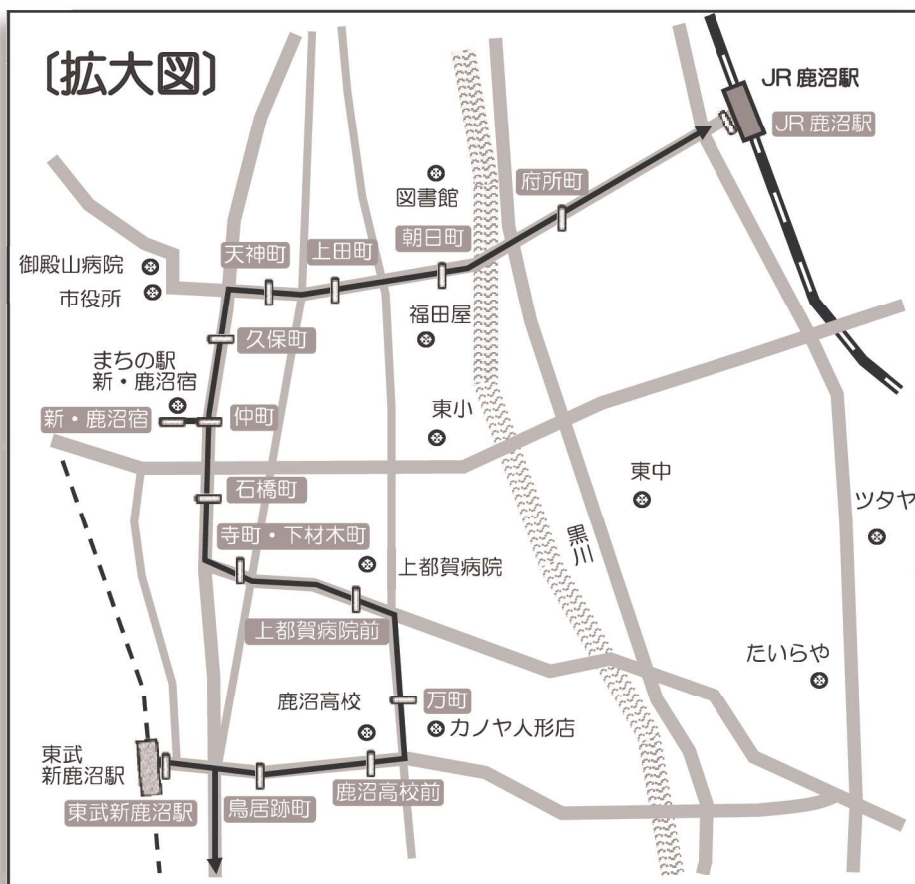 〔拡大図〕
JR 鹿沼駅
JR 鹿沼駅
図書館
府所町
朝日町
上田町
天神町
御殿山病院
市役所
福田屋
久保町
まちの駅
新・鹿沼宿
新・鹿沼宿
仲町
東小
石橋町
東中
ツタヤ
寺町・下材木町
黒川
上都賀病院
上都賀病院前
たいらや
鹿沼高校
万町
カノヤ人形店
東武
新鹿沼駅
東武新鹿沼駅
鳥居跡町
鹿沼高校前